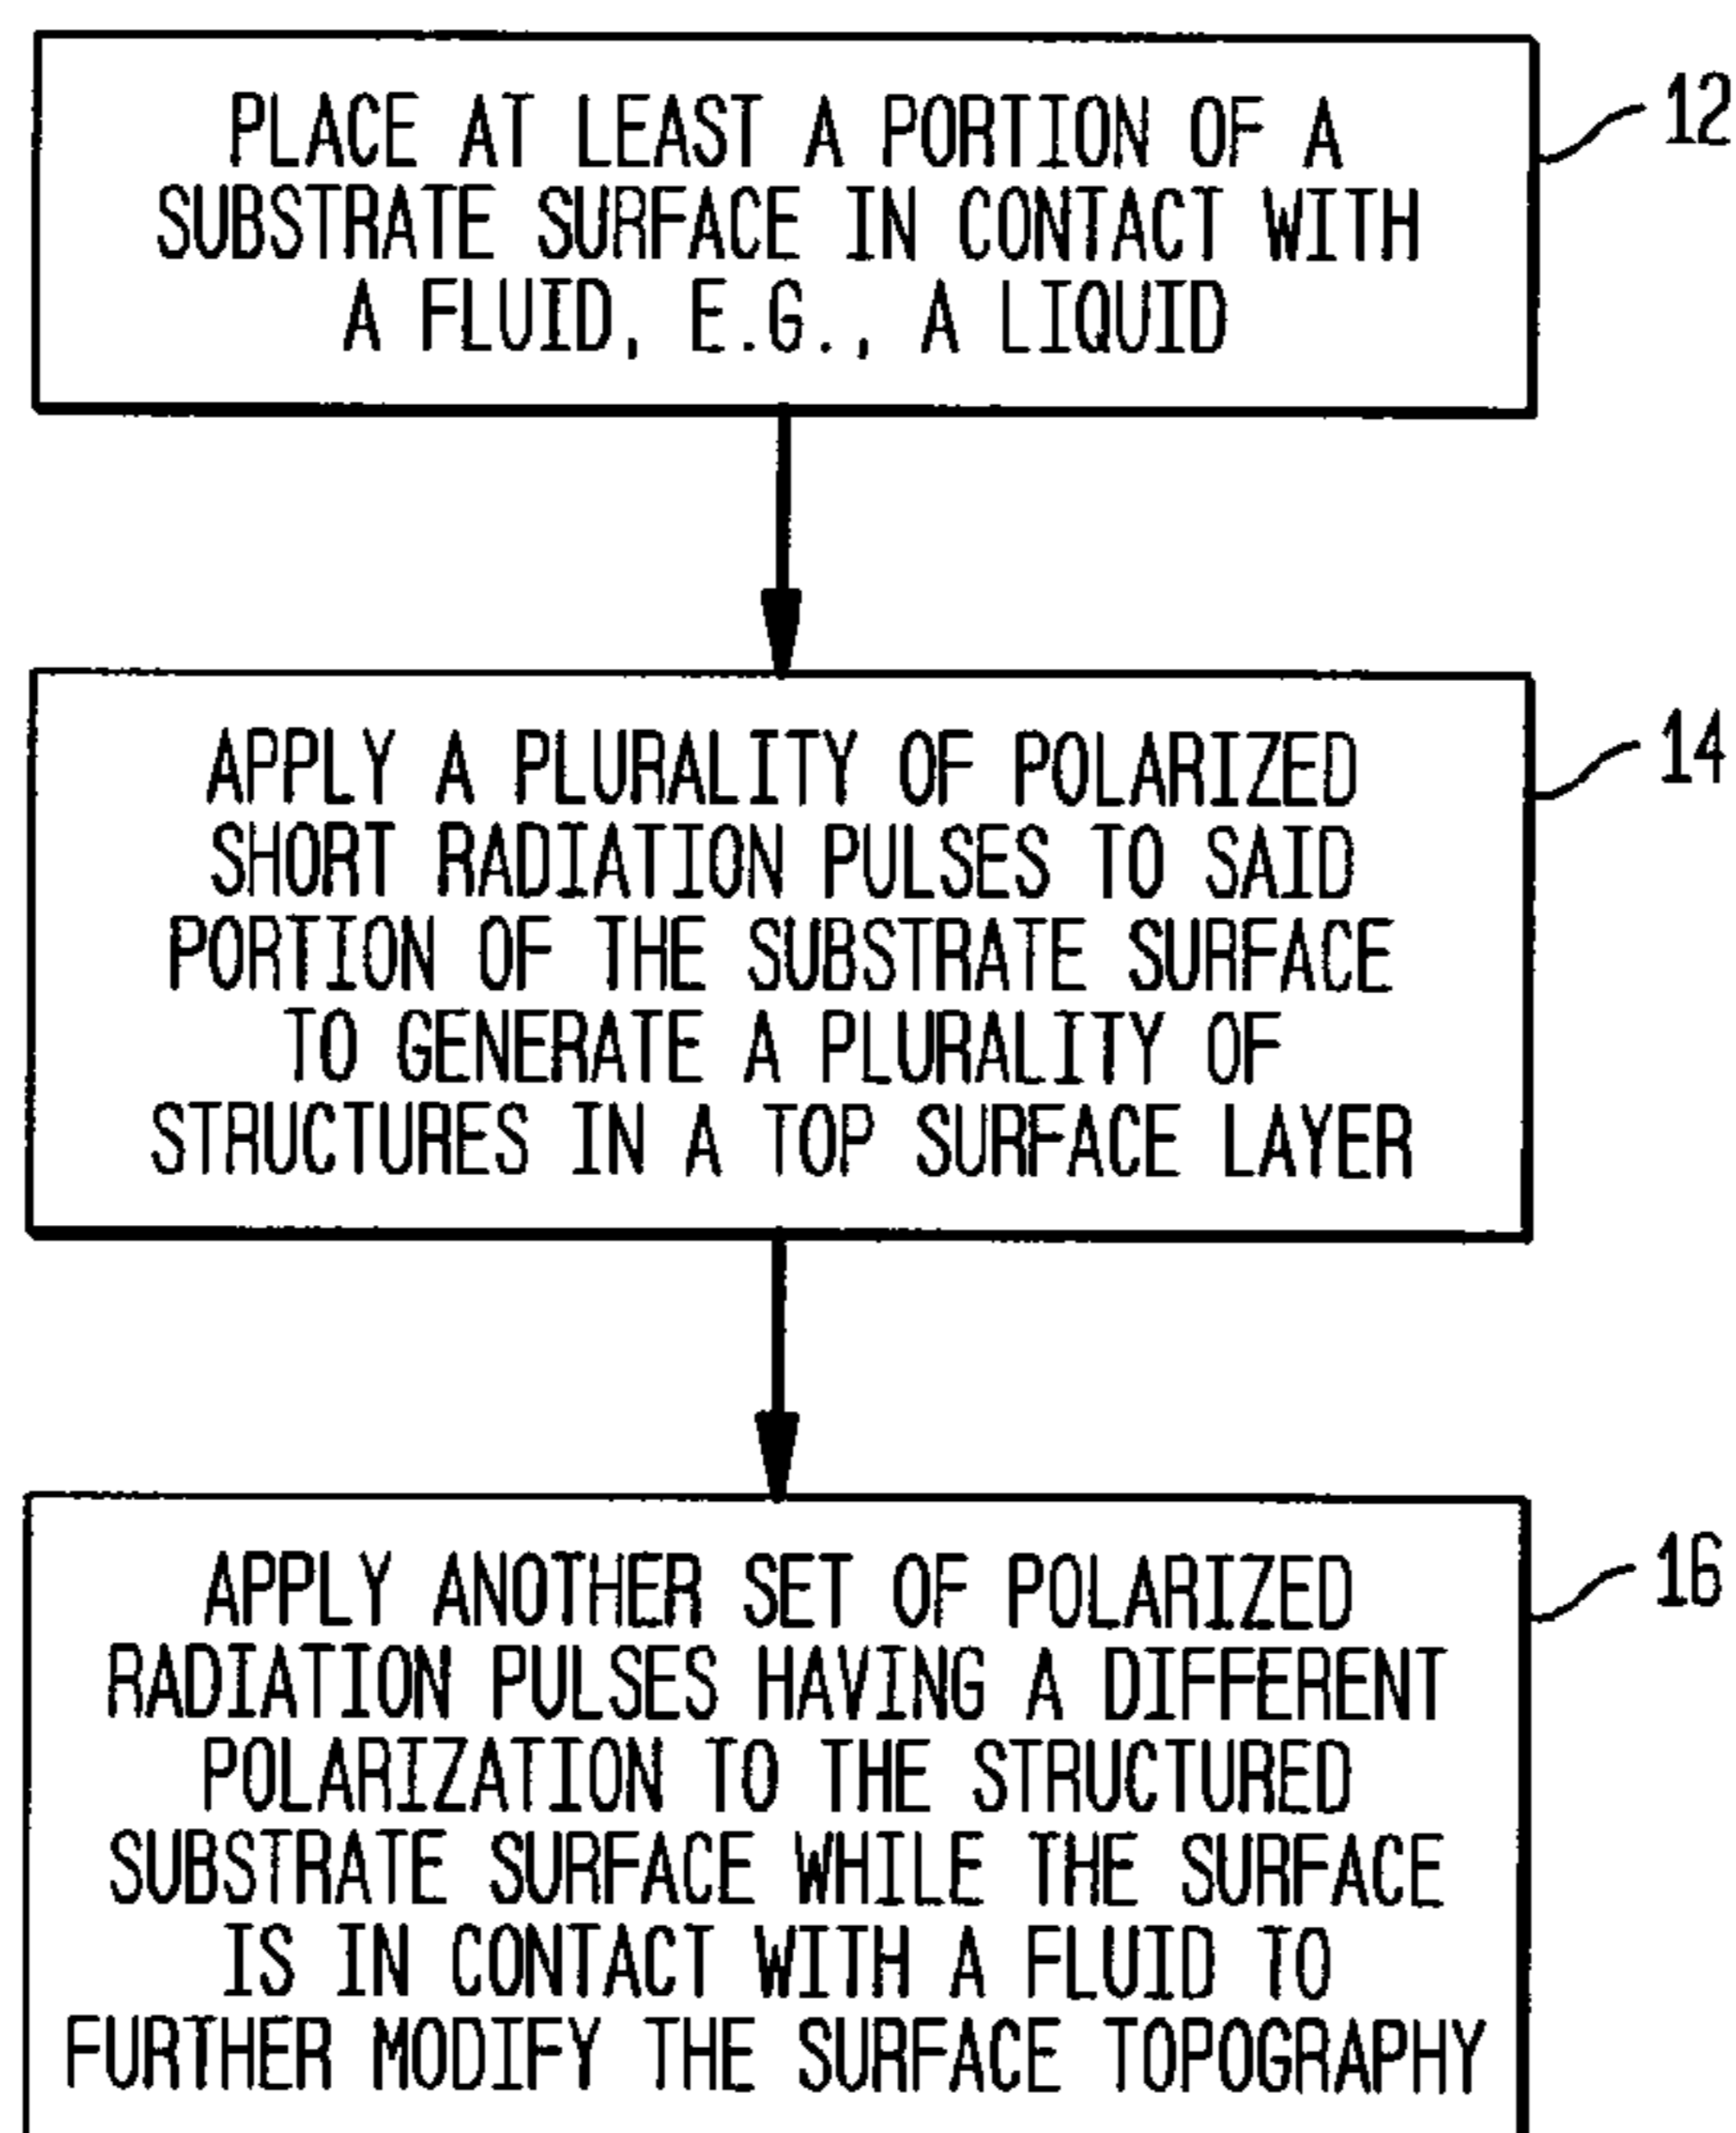 PLACE AT LEAST A PORTION OF A
SUBSTRATE SURFACE IN CONTACT WITH
A FLUID, E.G., A LIQUID
12
APPLY A PLURALITY OF POLARIZED
SHORT RADIATION PULSES TO SAID
PORTION OF THE SUBSTRATE SURFACE
TO GENERATE A PLURALITY OF
STRUCTURES IN A TOP SURFACE LAYER
14
APPLY ANOTHER SET OF POLARIZED
RADIATION PULSES HAVING A DIFFERENT
POLARIZATION TO THE STRUCTURED
SUBSTRATE SURFACE WHILE THE SURFACE
IS IN CONTACT WITH A FLUID TO
FURTHER MODIFY THE SURFACE TOPOGRAPHY
16